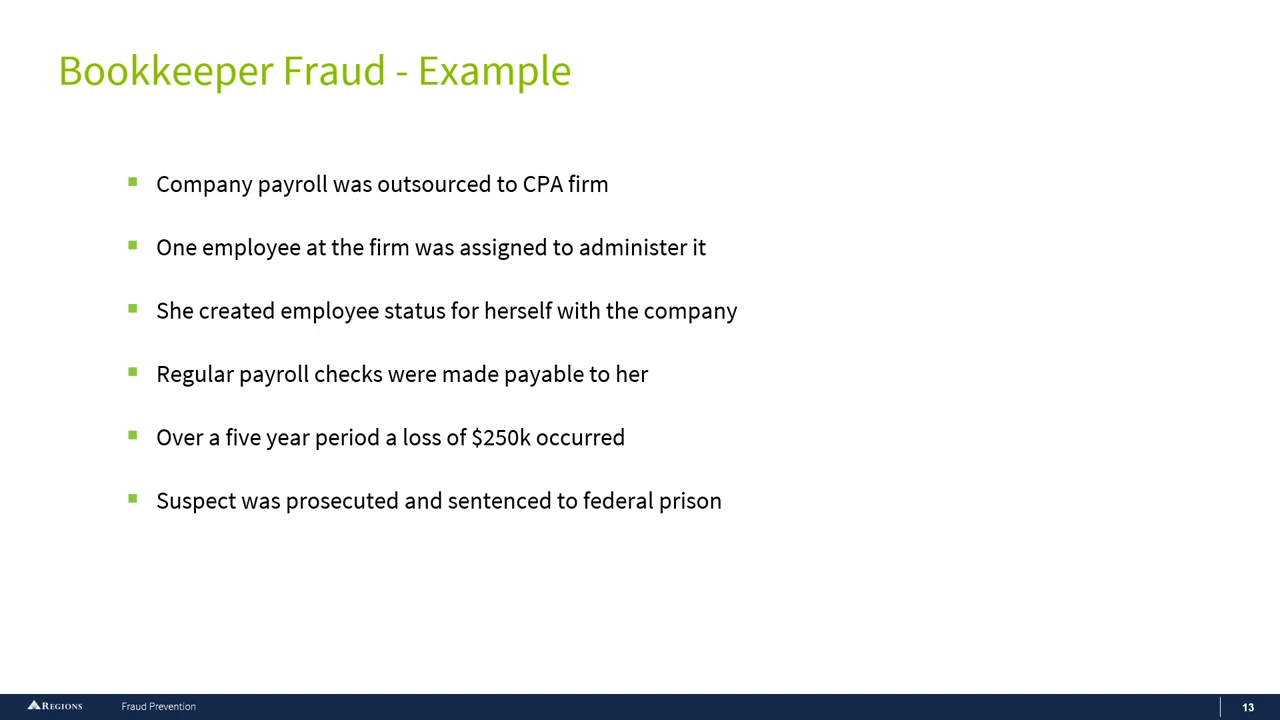 Bookkeeper Fraud - Example
Company payroll was outsourced to CPA firm
One employee at the firm was assigned to administer it
She created employee status for herself with the company
Regular payroll checks were made payable to her
Over a five year period a loss of $250k occurred
Suspect was prosecuted and sentenced to federal prison
REGIONS
Fraud Prevention
13